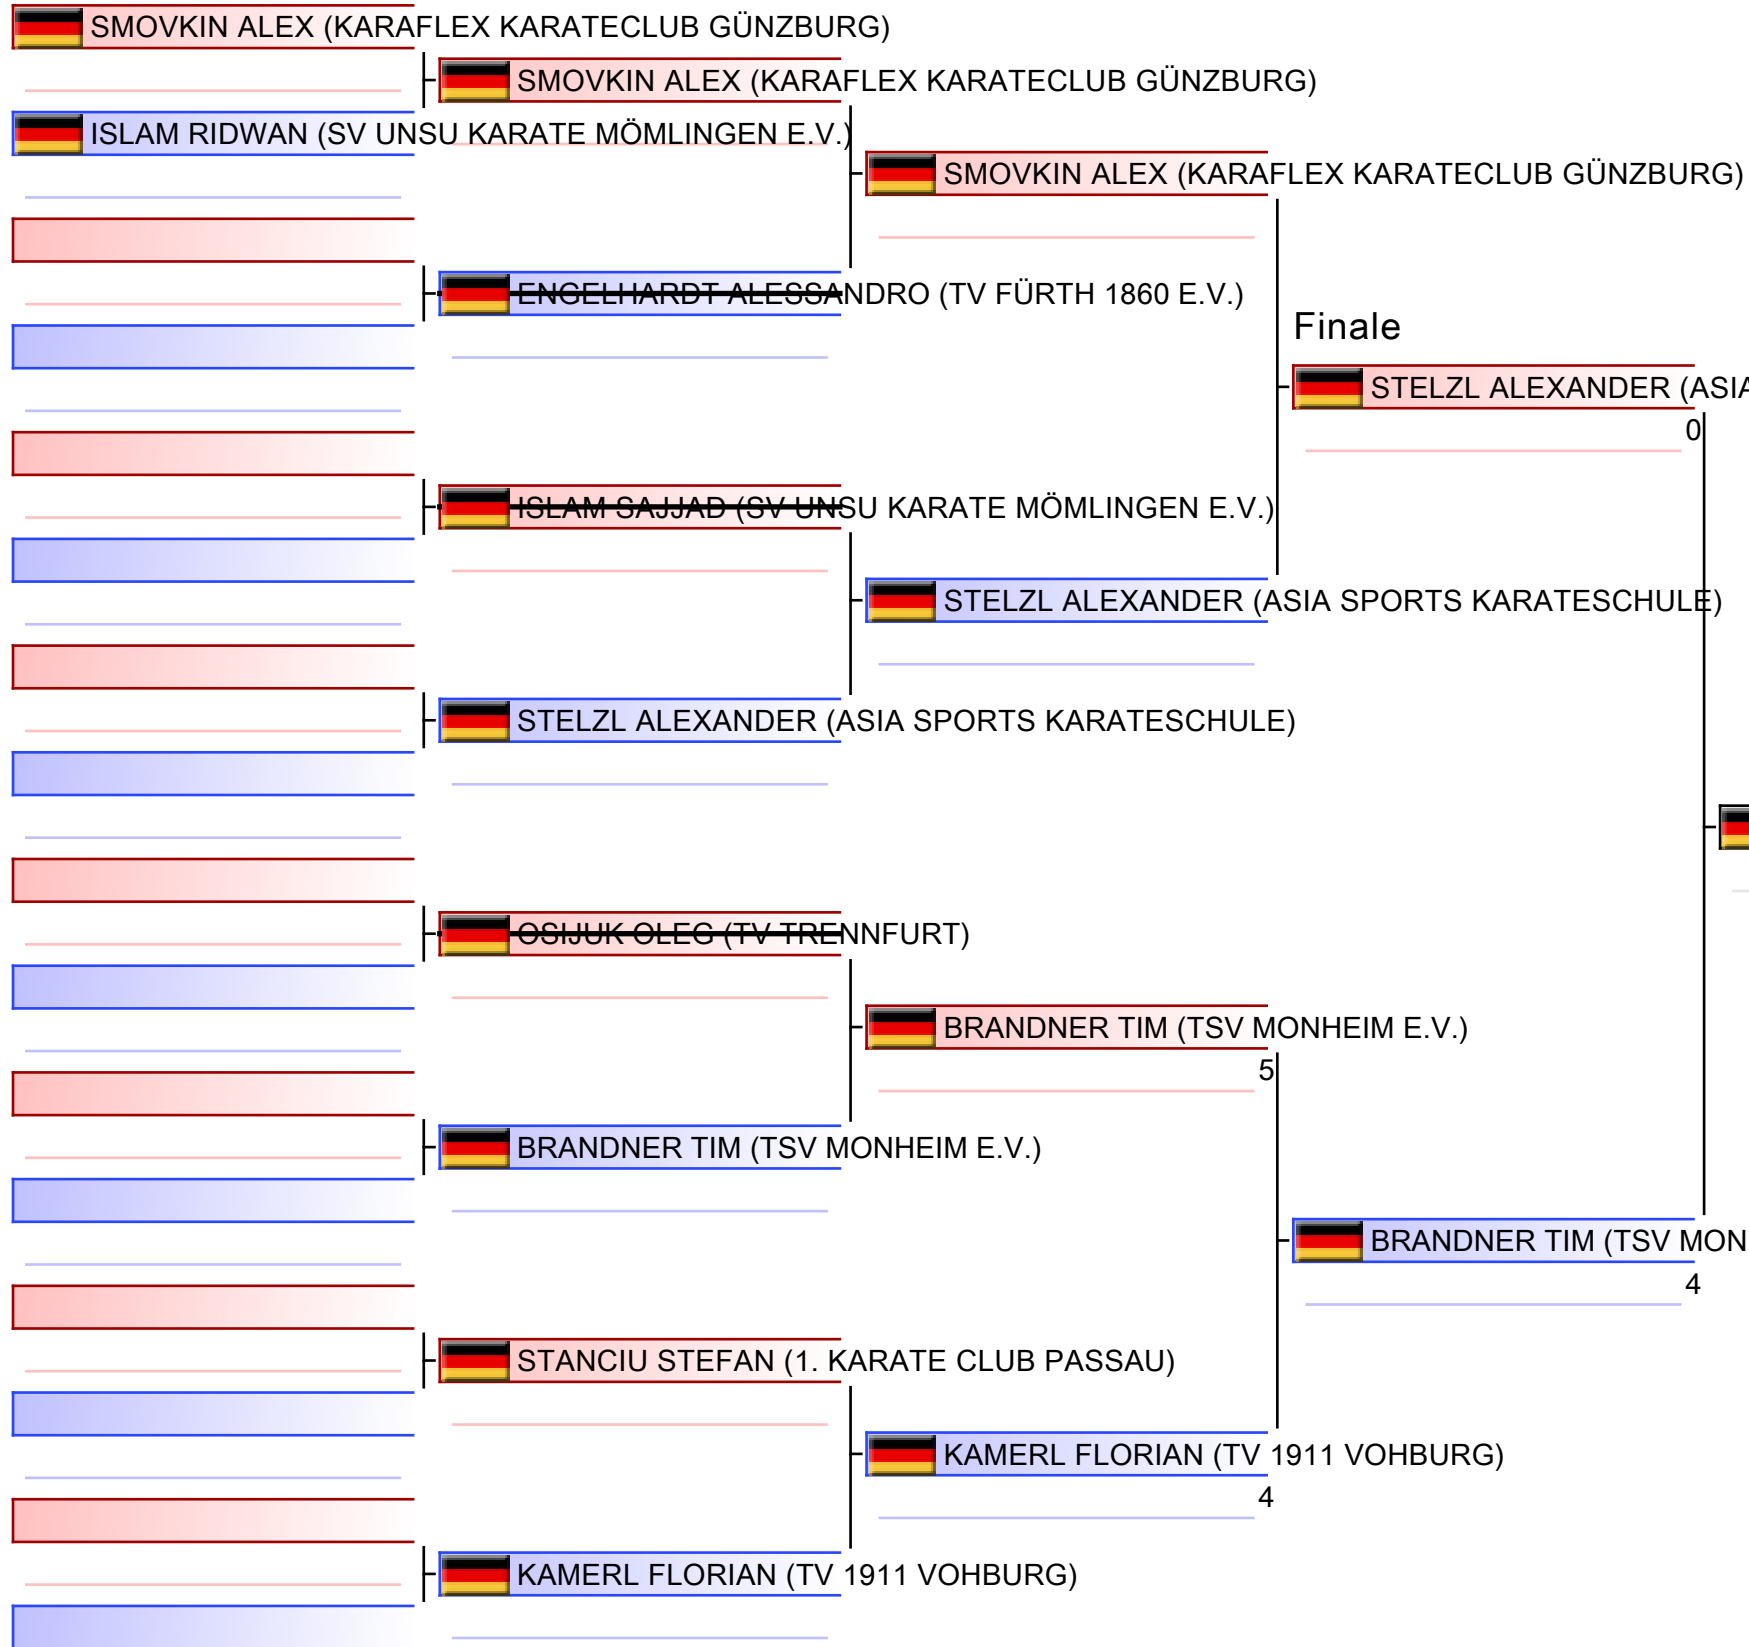 SMOVKIN ALEX (KARAFLEX KARATECLUB GÜNZBURG)
SMOVKIN ALEX (KARAFLEX KARATECLUB GÜNZBURG)
ISLAM RIDWAN (SV UNSU KARATE MÖMLINGEN E.V.)
SMOVKIN ALEX (KARAFLEX KARATECLUB GÜNZBURG)
ENGELHARDT ALESSANDRO (TV FÜRTH 1860 E.V.)
Finale
STELZL ALEXANDER (ASIA
0
ISLAM SAJJAD (SV UNSU KARATE MÖMLINGEN E.V.)
STELZL ALEXANDER (ASIA SPORTS KARATESCHULE)
STELZL ALEXANDER (ASIA SPORTS KARATESCHULE)
OSIJUK OLEG (TV TRENNFURT)
BRANDNER TIM (TSV MONHEIM E.V.)
5
BRANDNER TIM (TSV MONHEIM E.V.)
BRANDNER TIM (TSV MON
4
STANCIU STEFAN (1. KARATE CLUB PASSAU)
KAMERL FLORIAN (TV 1911 VOHBURG)
4
KAMERL FLORIAN (TV 1911 VOHBURG)